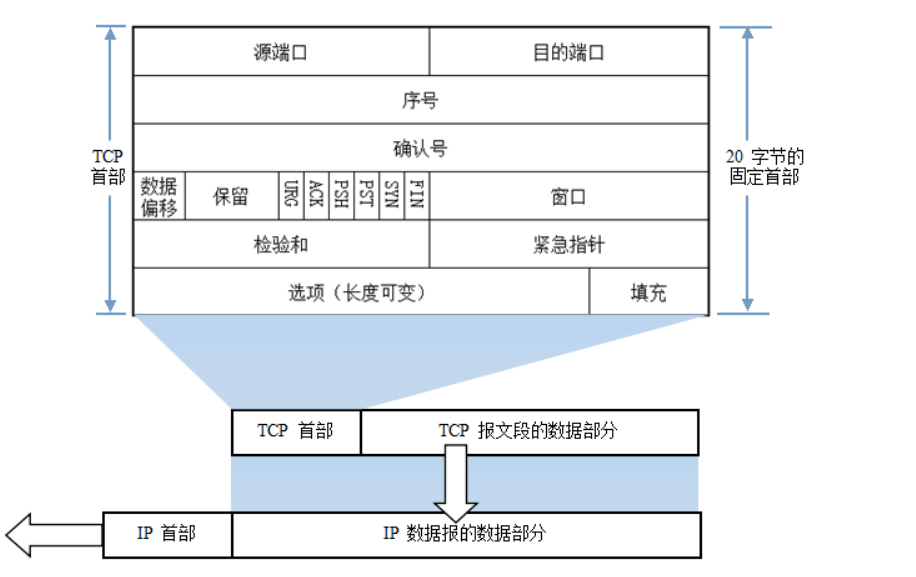 源端口
目的端口
序号
TCP
首部
确认号
20 字节的
固定首部
数据
偏移
保留
URG
ACK
PSH
PST
SYN
FIN
窗口
检验和
紧急指针
选项（长度可变）
填充
TCP 首部
TCP 报文段的数据部分
IP 首部
IP 数据报的数据部分